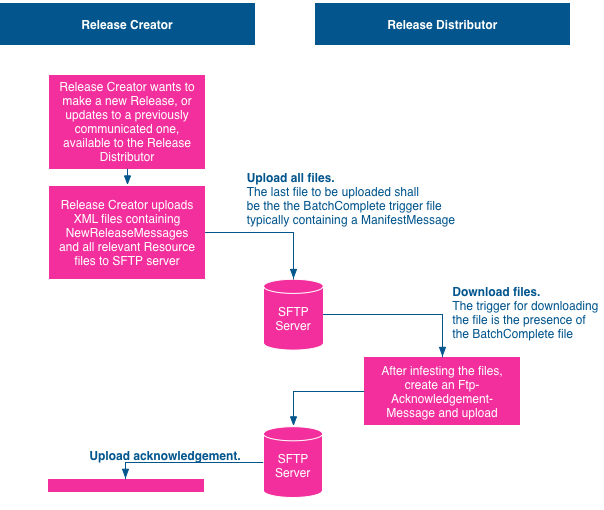 Release Creator
Release Distributor
Release Creator wants to
make a new Release, or
updates to a previously
communicated one,
available to the Release
Distributor
Upload all files.
The last file to be uploaded shall
be the the BatchComplete trigger file
typically containing a ManifestMessage
Release Creator uploads
XML files containing
NewReleaseMessages
and all relevant Resource
files to SFTP server
SFTP
Server
Download files.
The trigger for downloading
the file is the presence of
the BatchComplete file
After infesting the files,
create an Ftp-
Acknowledgement-
Message and upload
Upload acknowledgement.
SFTP
Server